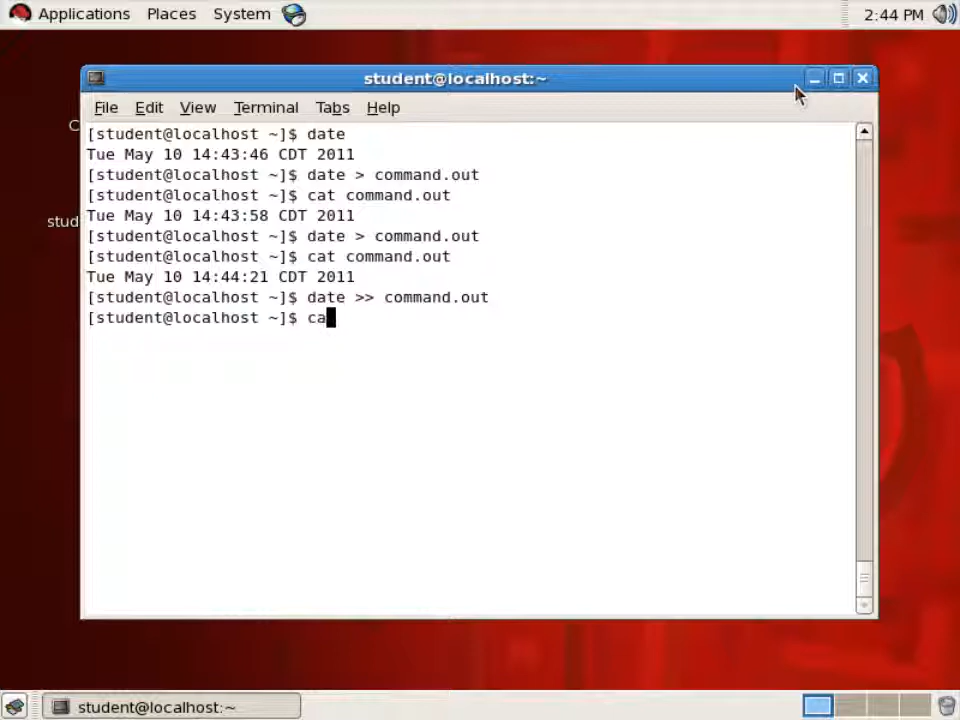 Applications Places System 2:44 PM
student@localhost:~
File Edit View Terminal Tabs Help
C
[student@localhost ~]$ date
Tue May 10 14:43:46 CDT 2011
[student@localhost ~]$ date > command.out
[student@localhost ~]$ cat command.out
Tue May 10 14:43:58 CDT 2011
stud
[student@localhost ~]$ date > command.out
[student@localhost ~]$ cat command.out
Tue May 10 14:44:21 CDT 2011
[student@localhost ~]$ date >> command.out
[student@localhost ~]$ ca
student@localhost:~